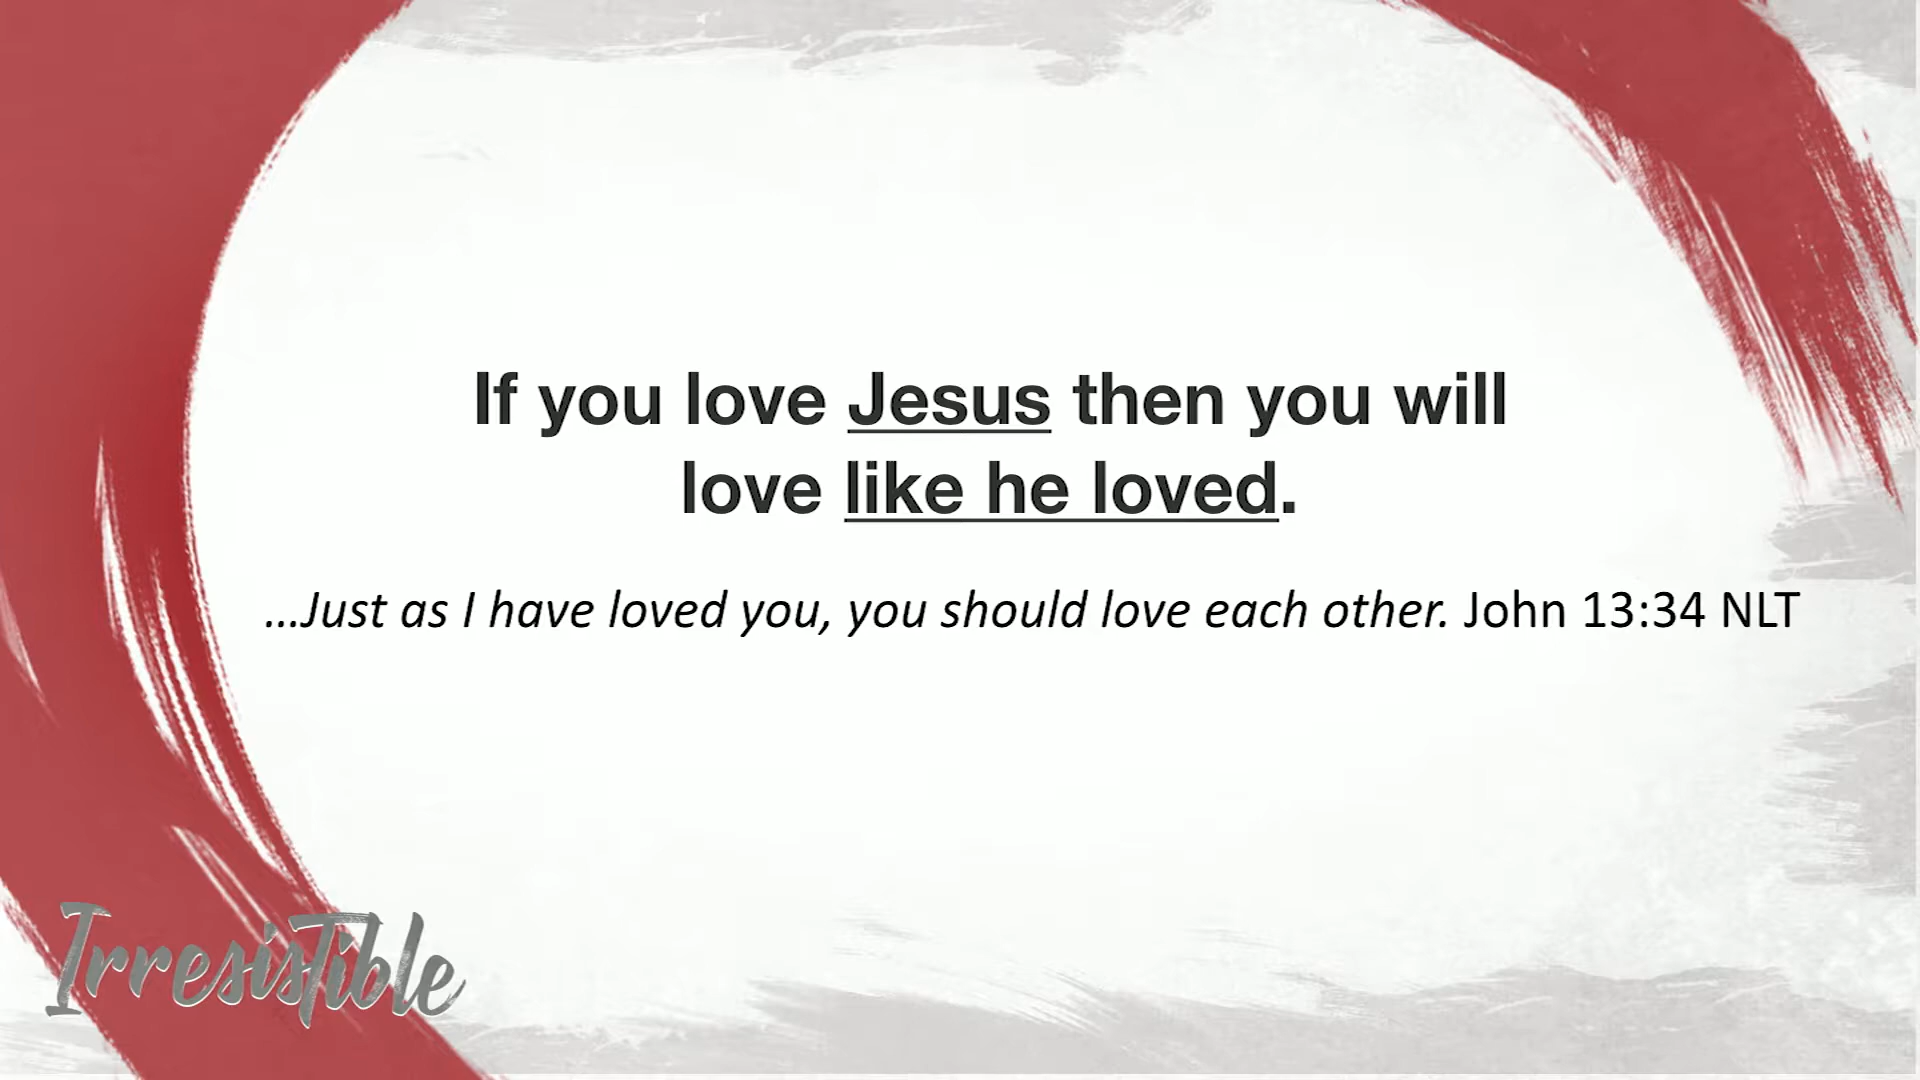 If you love Jesus then you will
love like he loved.
...Just as I have loved you, you should love each other. John 13:34 NLT
Irresistible